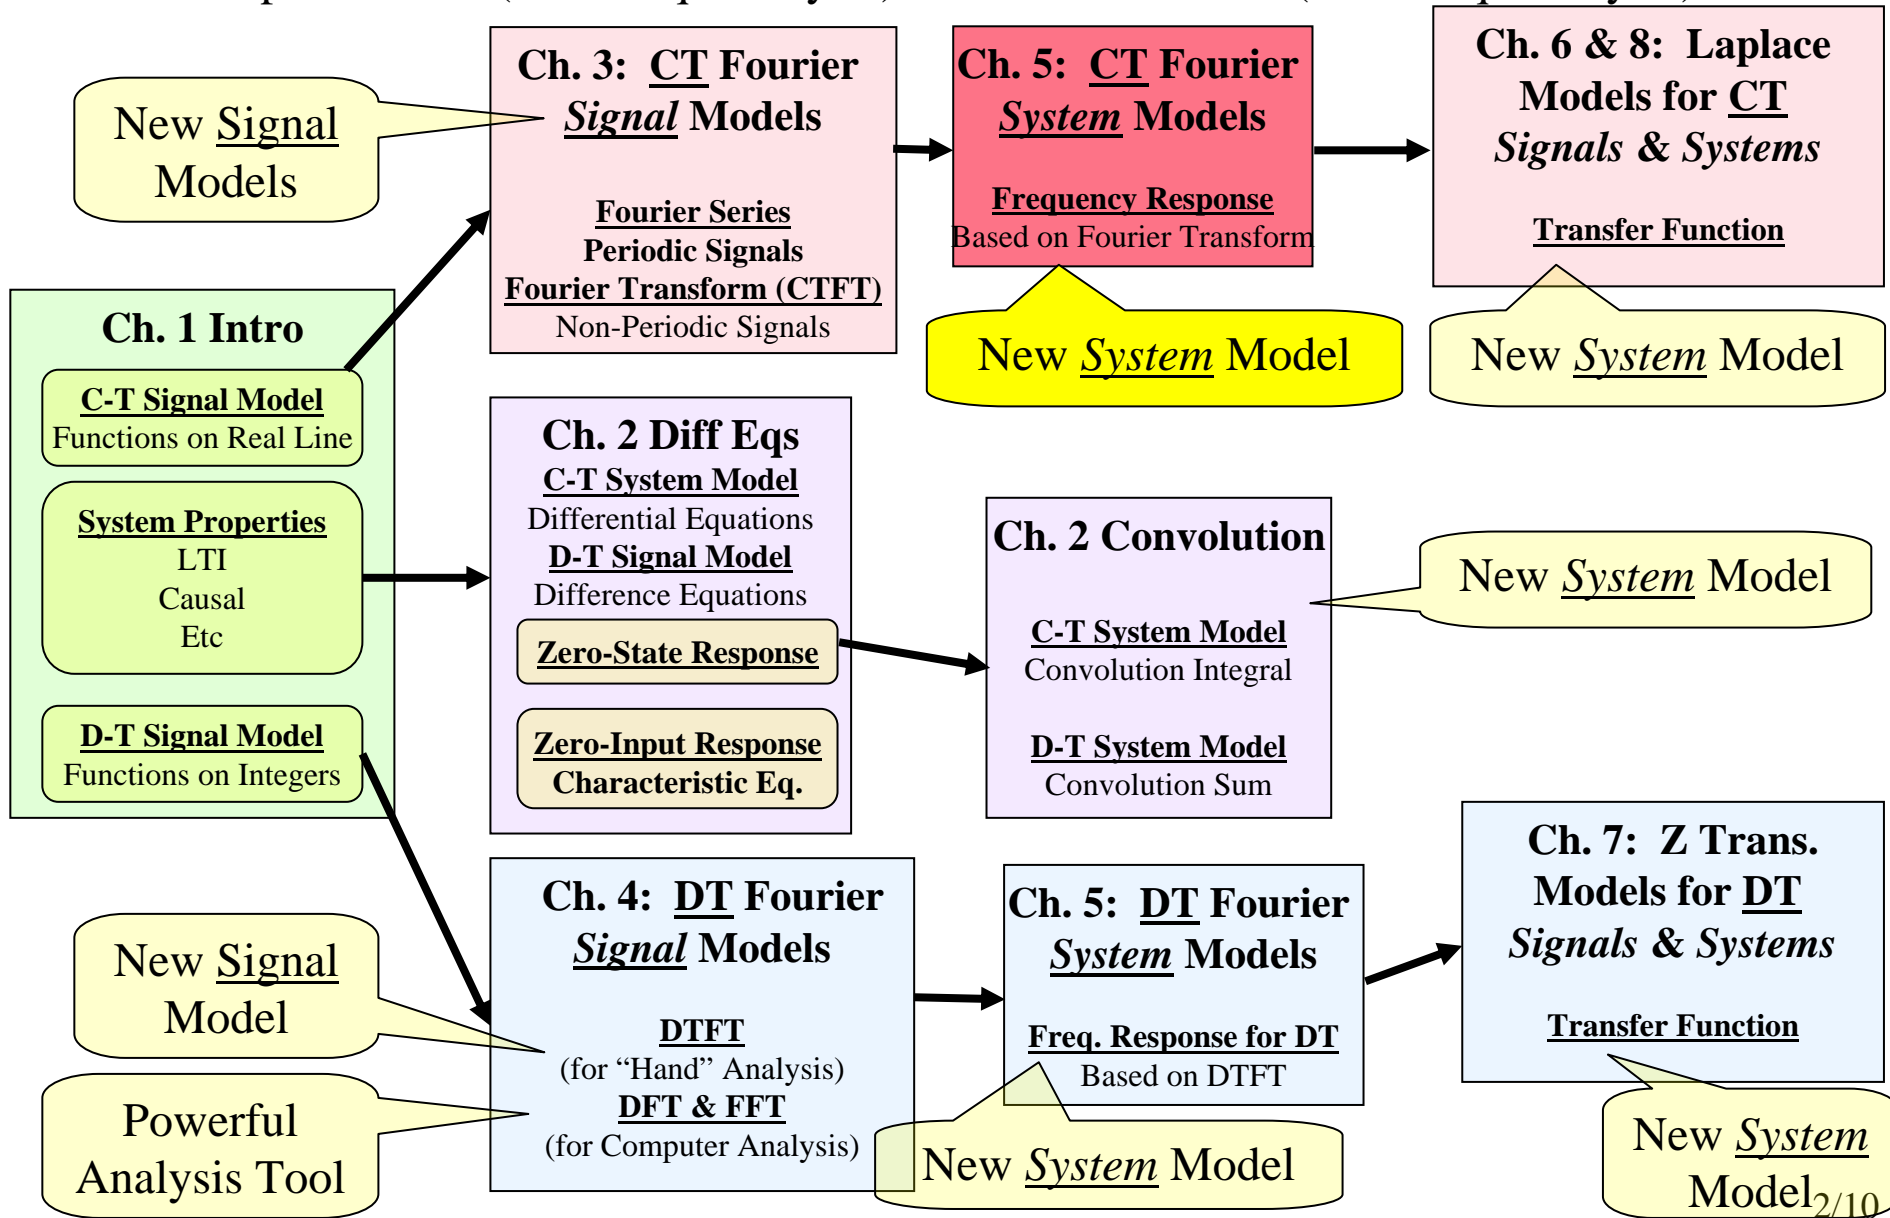 New Signal
Models
Ch. 3: CT Fourier
Signal Models
Fourier Series
Periodic Signals
Fourier Transform (CTFT)
Non-Periodic Signals
Ch. 5: CT Fourier
System Models
Frequency Response
Based on Fourier Transform
New System Model
Ch. 6 & 8: Laplace
Models for CT
Signals & Systems
Transfer Function
New System Model
Ch. 1 Intro
C-T Signal Model
Functions on Real Line
System Properties
LTI
Causal
Etc
D-T Signal Model
Functions on Integers
Ch. 2 Diff Eqs
C-T System Model
Differential Equations
D-T Signal Model
Difference Equations
Zero-State Response
Zero-Input Response
Characteristic Eq.
Ch. 2 Convolution
C-T System Model
Convolution Integral
D-T System Model
Convolution Sum
New System Model
New Signal
Model
Powerful
Analysis Tool
Ch. 4: DT Fourier
Signal Models
DTFT
(for “Hand” Analysis)
DFT & FFT
(for Computer Analysis)
Ch. 5: DT Fourier
System Models
Freq. Response for DT
Based on DTFT
New System Model
Ch. 7: Z Trans.
Models for DT
Signals & Systems
Transfer Function
New System
Model
2/10